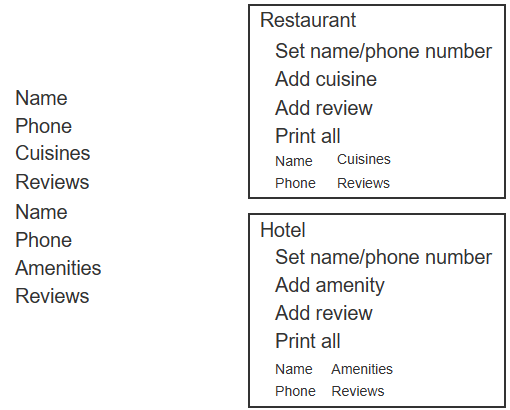 Name
Phone
Cuisines
Reviews
Name
Phone
Amenities
Reviews
Restaurant
Set name/phone number
Add cuisine
Add review
Print all
Name Cuisines
Phone Reviews
Hotel
Set name/phone number
Add amenity
Add review
Print all
Name Amenities
Phone Reviews